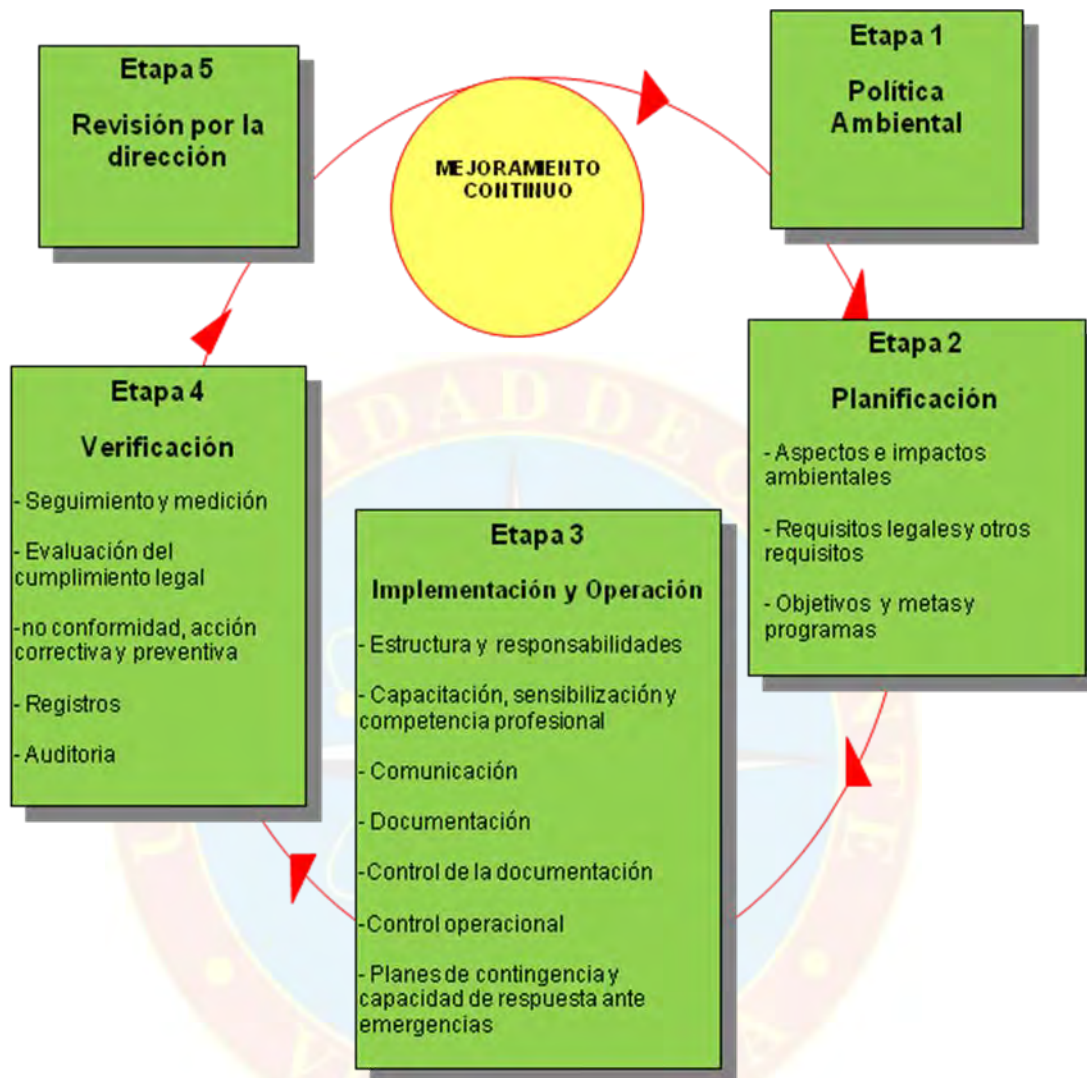 Etapa 1
Política
Ambiental
Etapa 2
Planificación
- Aspectos e impactos
ambientales
- Requisitos legales y otros
requisitos
- Objetivos y metas y
programas
Etapa 3
Implementación y Operación
- Estructura y responsabilidades
- Capacitación, sensibilización y
competencia profesional
- Comunicación
- Documentación
-Control de la documentación
-Control operacional
- Planes de contingencia y
capacidad de respuesta ante
emergencias
Etapa 4
Verificación
- Seguimiento y medición
- Evaluación del
cumplimiento legal
-no conformidad, acción
correctiva y preventiva
- Registros
- Auditoria
Etapa 5
Revisión por la
dirección
MEJORAMIENTO
CONTINUO